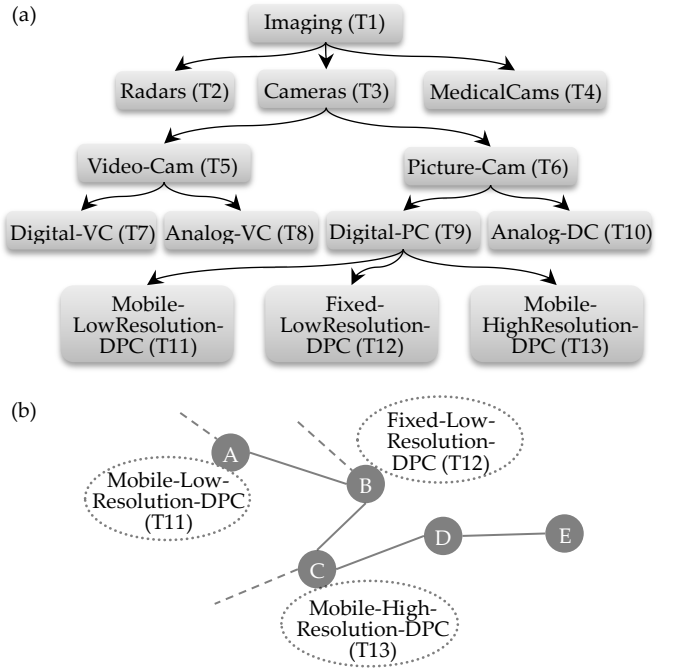 (a)
Imaging (T1)
Radars (T2)
Cameras (T3)
MedicalCams (T4)
Video-Cam (T5)
Picture-Cam (T6)
Digital-VC (T7)
Analog-VC (T8)
Digital-PC (T9)
Analog-DC (T10)
Mobile-
LowResolution-
DPC (T11)
Fixed-
LowResolution-
DPC (T12)
Mobile-
HighResolution-
DPC (T13)
(b)
Fixed-Low-
Resolution-
DPC (T12)
A
Mobile-Low-
Resolution-DPC
(T11)
B
D
E
C
Mobile-High-
Resolution-DPC
(T13)